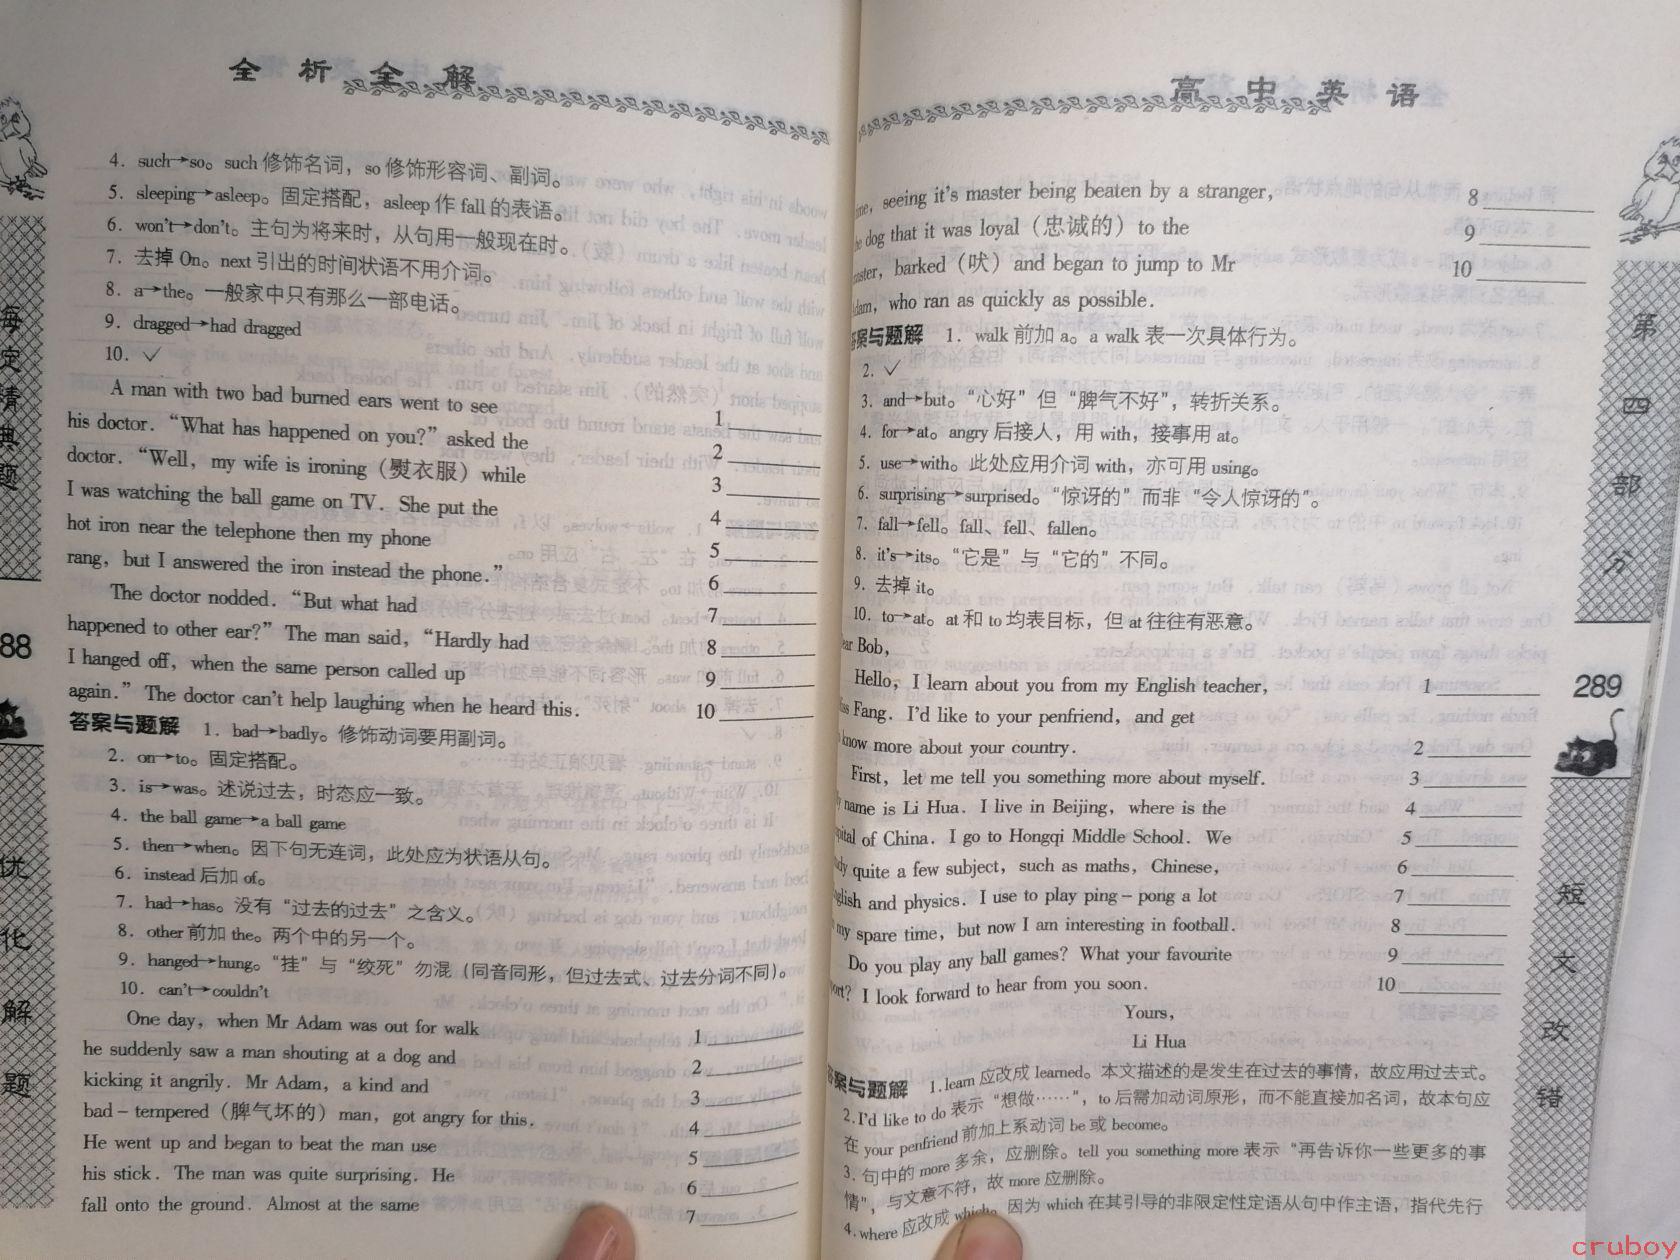 全析全解
4. such→so。such 修饰名词，so 修饰形容词、副词。
5. sleeping→asleep。固定搭配，asleep 作 fall 的表语。
6. won't→don't。主句为将来时，从句用一般现在时。
7. 去掉 On。next 引出的时间状语不用介词。
8. a→the。一般家中只有那么一部电话。
9. dragged→had dragged
10. ✓
A man with two bad burned ears went to see 1
his doctor. “What has happened on you?” asked the 2
doctor. “Well, my wife is ironing（熨衣服）while 3
I was watching the ball game on TV. She put the 4
hot iron near the telephone then my phone 5
rang, but I answered the iron instead the phone.” 6
The doctor nodded. “But what had 7
happened to other ear?” The man said, “Hardly had 8
I hanged off, when the same person called up 9
again.” The doctor can't help laughing when he heard this. 10
答案与题解 1. bad→badly。修饰动词要用副词。
2. on→to。固定搭配。
3. is→was。述说过去，时态应一致。
4. the ball game→a ball game
5. then→when。因下句无连词，此处应为状语从句。
6. instead 后加 of。
7. had→has。没有“过去的过去”之含义。
8. other 前加 the。两个中的另一个。
9. hanged→hung。“挂”与“绞死”勿混（同音同形，但过去式、过去分词不同）。
10. can't→couldn't
One day, when Mr Adam was out for walk 1
he suddenly saw a man shouting at a dog and 2
kicking it angrily. Mr Adam, a kind and 3
bad-tempered（脾气坏的）man, got angry for this. 4
He went up and began to beat the man use 5
his stick. The man was quite surprising. He 6
fall onto the ground. Almost at the same 7
每定精典题
88
优化解题
高中英语
seeing it's master being beaten by a stranger, 8
dog that it was loyal（忠诚的）to the 9
barked（吠）and began to jump to Mr 10
who ran as quickly as possible.
答案与题解 1. walk 前加 a。a walk 表一次具体行为。
2. ✓
3. and→but。“心好”但“脾气不好”，转折关系。
4. for→at。angry 后接人，用 with，接事用 at。
5. use→with。此处应用介词 with，亦可用 using。
6. surprising→surprised。“惊讶的”而非“令人惊讶的”。
7. fall→fell。fall、fell、fallen。
8. it's→its。“它是”与“它的”不同。
9. 去掉 it。
10. to→at。at 和 to 均表目标，但 at 往往有恶意。
Bob,
Hello, I learn about you from my English teacher, 1
Fang. I'd like to your penfriend, and get
know more about your country. 2
First, let me tell you something more about myself. 3
name is Li Hua. I live in Beijing, where is the 4
of China. I go to Hongqi Middle School. We 5
quite a few subject, such as maths, Chinese, 6
and physics. I use to play ping-pong a lot 7
my spare time, but now I am interesting in football. 8
Do you play any ball games? What your favourite 9
I look forward to hear from you soon. 10
Yours,
Li Hua
答案与题解 1.learn 应改成 learned。本文描述的是发生在过去的事情，故应用过去式。
2.I'd like to do 表示“想做……”，to 后需加动词原形，而不能直接加名词，故本句应
在 your penfriend 前加上系动词 be 或 become。
3. 句中的 more 多余，应删除。tell you something more 表示“再告诉你一些更多的事
情”，与文意不符，故 more 应删除。
4.where 应改成 which。因为 which 在其引导的非限定性定语从句中作主语，指代先行
第四部分
289
短文改错
cruboy